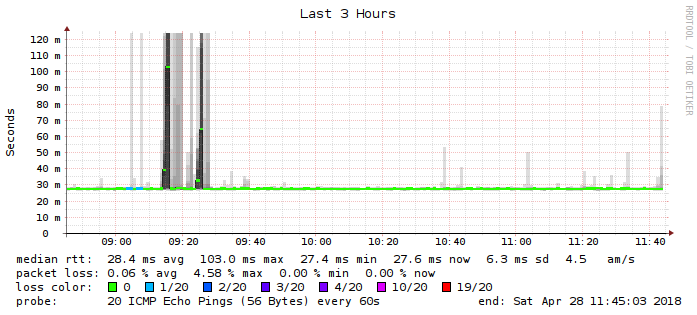 Last 3 Hours
RRDTOOL / TOBI OETIKER
Seconds
120 m
110 m
100 m
90 m
80 m
70 m
60 m
50 m
40 m
30 m
20 m
10 m
0
09:00 09:20 09:40 10:00 10:20 10:40 11:00 11:20 11:40
median rtt: 28.4 ms avg 103.0 ms max 27.4 ms min 27.6 ms now 6.3 ms sd 4.5 am/s
packet loss: 0.06 % avg 4.58 % max 0.00 % min 0.00 % now
loss color: 0 1/20 2/20 3/20 4/20 10/20 19/20
probe: 20 ICMP Echo Pings (56 Bytes) every 60s end: Sat Apr 28 11:45:03 2018